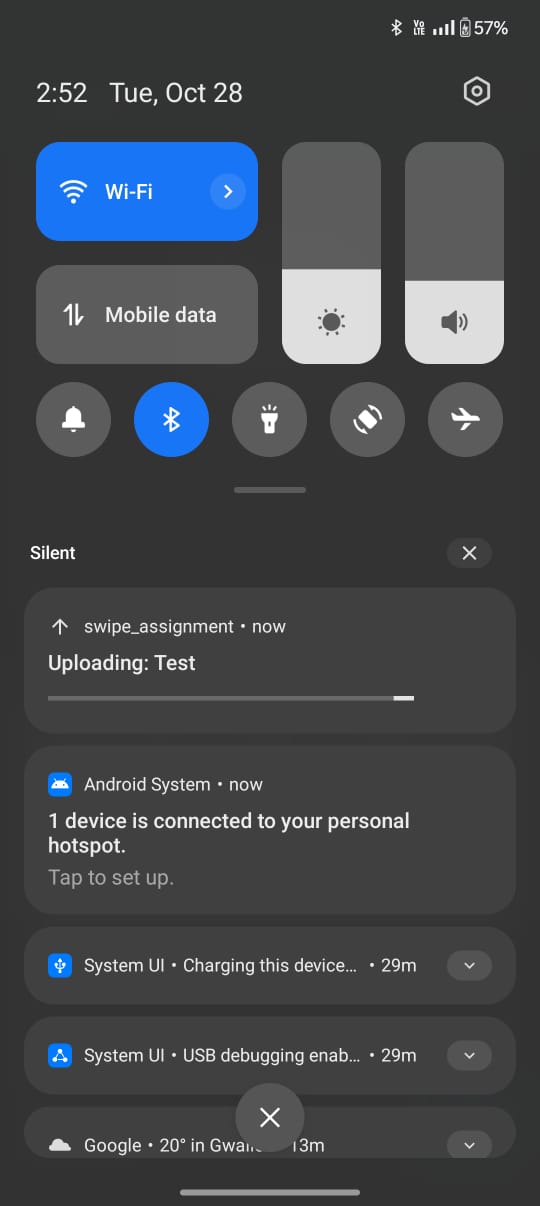 Vo LTE 57%
2:52 Tue, Oct 28
Wi-Fi
Mobile data
Silent
swipe_assignment • now
Uploading: Test
Android System • now
1 device is connected to your personal
hotspot.
Tap to set up.
System UI • Charging this device... • 29m
System UI • USB debugging enab... • 29m
Google • 20° in 13m